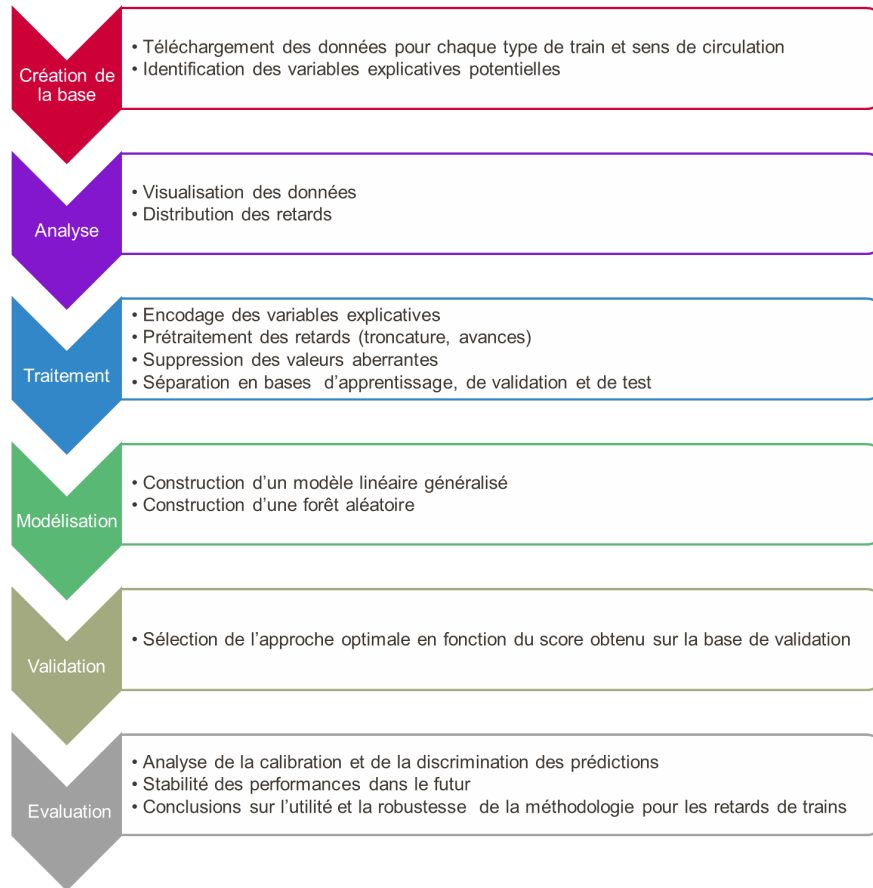 Création de
la base
• Téléchargement des données pour chaque type de train et sens de circulation
• Identification des variables explicatives potentielles
Analyse
• Visualisation des données
• Distribution des retards
Traitement
• Encodage des variables explicatives
• Prétraitement des retards (troncature, avances)
• Suppression des valeurs aberrantes
• Séparation en bases d’apprentissage, de validation et de test
Modélisation
• Construction d’un modèle linéaire généralisé
• Construction d’une forêt aléatoire
Validation
• Sélection de l’approche optimale en fonction du score obtenu sur la base de validation
Evaluation
• Analyse de la calibration et de la discrimination des prédictions
• Stabilité des performances dans le futur
• Conclusions sur l’utilité et la robustesse de la méthodologie pour les retards de trains